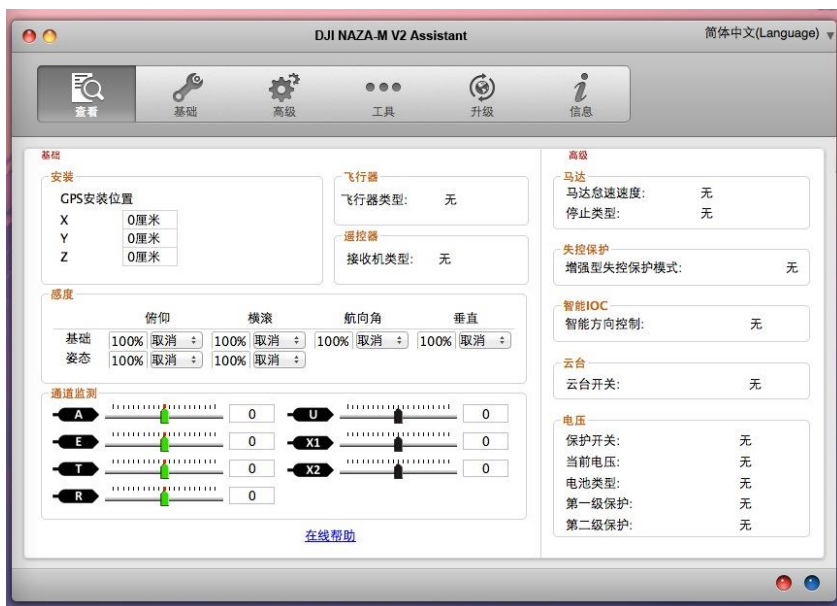 DJI NAZA-M V2 Assistant
简体中文(Language)
查看 基础 高级 工具 升级 信息
基础
安装
GPS安装位置
X 0厘米
Y 0厘米
Z 0厘米
飞行器
飞行器类型: 无
遥控器
接收机类型: 无
感度
俯仰 横滚 航向角 垂直
基础 100% 取消 100% 取消 100% 取消 100% 取消
姿态 100% 取消 100% 取消
通道监测
A 0 U 0
E 0 X1 0
T 0 X2 0
R 0
在线帮助
高级
马达
马达怠速速度: 无
停止类型: 无
失控保护
增强型失控保护模式: 无
智能IOC
智能方向控制: 无
云台
云台开关: 无
电压
保护开关: 无
当前电压: 无
电池类型: 无
第一级保护: 无
第二级保护: 无